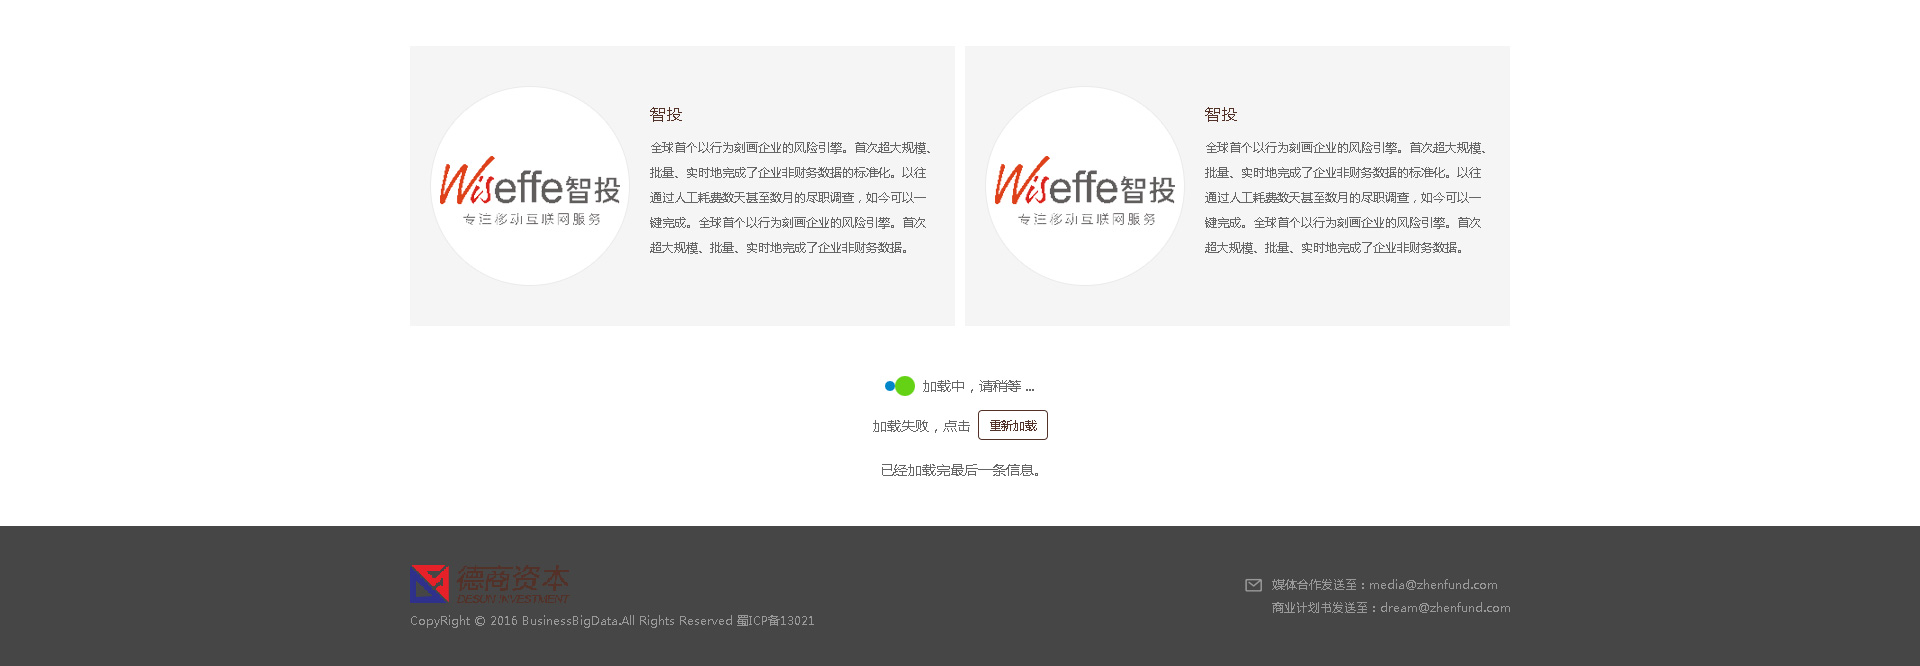 Wiseffe智投
专注移动互联网服务
智投
全球首个以行为刻画企业的风险引擎。首次超大规模、
批量、实时地完成了企业非财务数据的标准化。以往
通过人工耗费数天甚至数月的尽职调查，如今可以一
键完成。全球首个以行为刻画企业的风险引擎。首次
超大规模、批量、实时地完成了企业非财务数据。
Wiseffe智投
专注移动互联网服务
智投
全球首个以行为刻画企业的风险引擎。首次超大规模、
批量、实时地完成了企业非财务数据的标准化。以往
通过人工耗费数天甚至数月的尽职调查，如今可以一
键完成。全球首个以行为刻画企业的风险引擎。首次
超大规模、批量、实时地完成了企业非财务数据。
加载中，请稍等 ...
加载失败，点击 重新加载
已经加载完最后一条信息。
德商资本
DESUN INVESTMENT
CopyRight © 2016 BusinessBigData.All Rights Reserved 蜀ICP备13021
媒体合作发送至：media@zhenfund.com
商业计划书发送至：dream@zhenfund.com